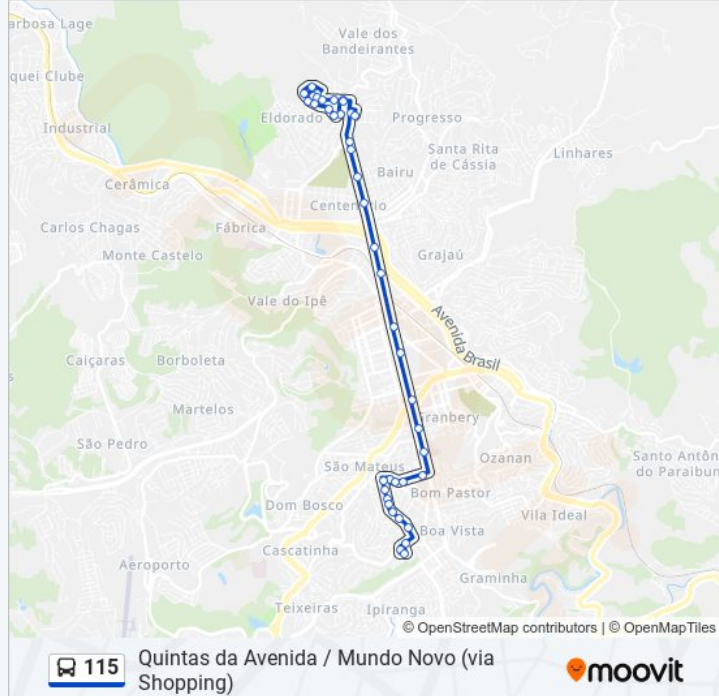 arbosa Lage
Vale dos
Bandeirantes
quei Clube
Eldorado
Progresso
Industrial
Santa Rita
de Cássia
Linhares
Bairu
Cerâmica
Centenário
Carlos Chagas
Fábrica
Grajaú
Monte Castelo
Vale do Ipê
Avenida Brasil
Caiçaras
Borboleta
Martelos
Granbery
São Pedro
São Mateus
Ozanan
Santo Antôn
do Paraibun
Dom Bosco
Bom Pastor
Vila Ideal
Boa Vista
Cascatinha
Aeroporto
Graminha
Teixeiras
Ipiranga
© OpenStreetMap contributors | © OpenMapTiles
115
Quintas da Avenida / Mundo Novo (via
Shopping)
moovit